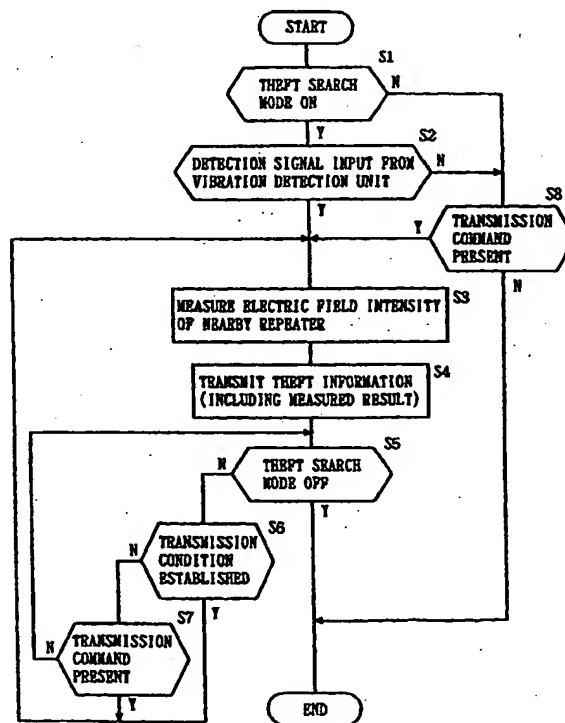 START
S1
THEFT SEARCH
MODE ON
N
Y
S2
DETECTION SIGNAL INPUT FROM
VIBRATION DETECTION UNIT
N
Y
S8
TRANSMISSION
COMMAND
PRESENT
Y
N
S3
MEASURE ELECTRIC FIELD INTENSITY
OF NEARBY REPEATER
S4
TRANSMIT THEFT INFORMATION
(INCLUDING MEASURED RESULT)
S5
THEFT SEARCH
MODE OFF
N
Y
S6
TRANSMISSION
CONDITION
ESTABLISHED
N
Y
S7
TRANSMISSION
COMMAND
PRESENT
N
Y
END